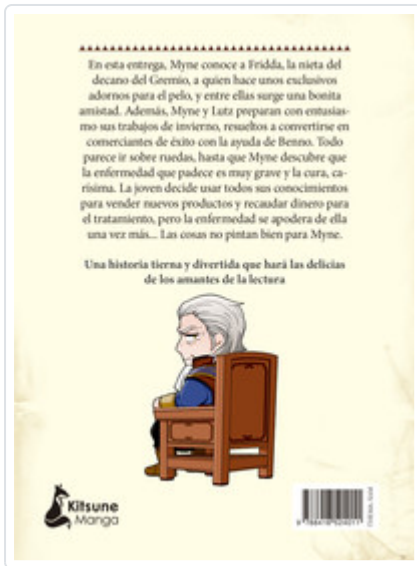 En esta entrega, Myne conoce a Fridda, la nieta del
decano del Gremio, a quien hace unos exclusivos
adornos para el pelo, y entre ellas surge una bonita
amistad. Además, Myne y Lutz preparan con entusias-
mo sus trabajos de invierno, resueltos a convertirse en
comerciantes de éxito con la ayuda de Benno. Todo
parece ir sobre ruedas, hasta que Myne descubre que
la enfermedad que padece es muy grave y la cura, ca-
rísima. La joven decide usar todos sus conocimientos
para vender nuevos productos y recaudar dinero para
el tratamiento, pero la enfermedad se apodera de ella
una vez más... Las cosas no pintan bien para Myne.
Una historia tierna y divertida que hará las delicias
de los amantes de la lectura
Kitsune
Manga